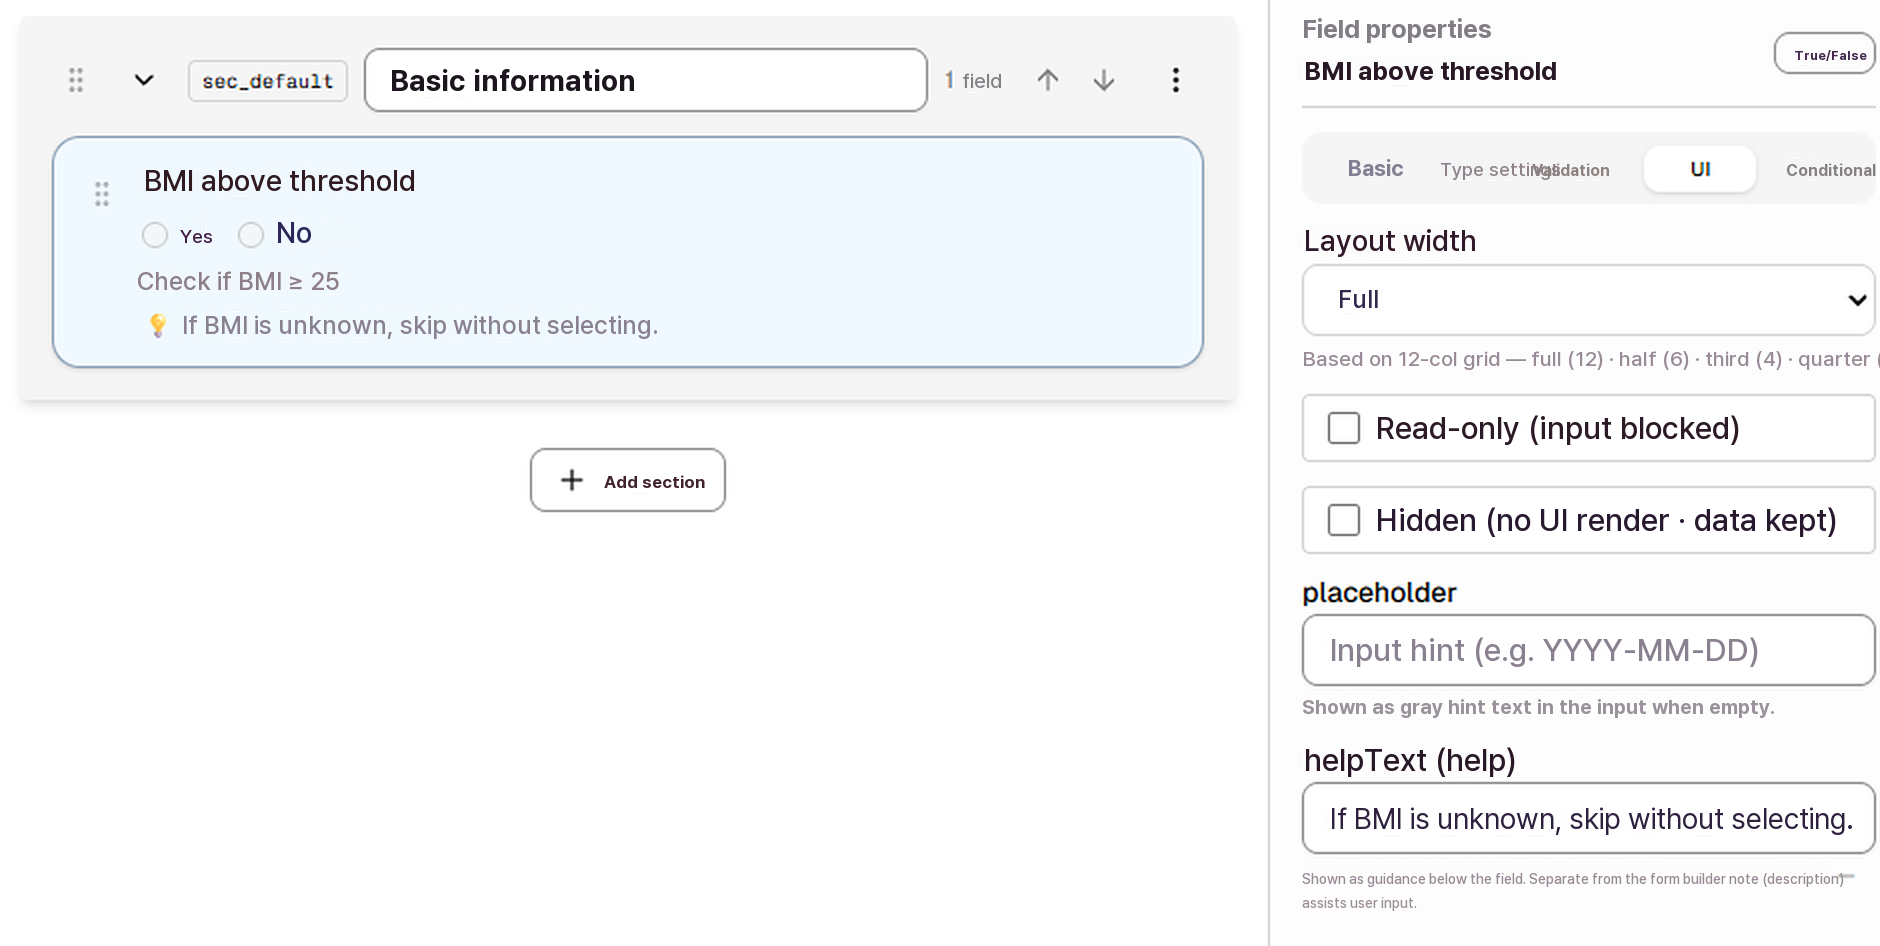 sec_default
Basic information
1 field
BMI above threshold
Yes No
Check if BMI ≥ 25
💡 If BMI is unknown, skip without selecting.
Add section
Field properties
BMI above threshold
True/False
Basic Type settings Validation UI Conditional
Layout width
Full
Based on 12-col grid — full (12) · half (6) · third (4) · quarter (
Read-only (input blocked)
Hidden (no UI render · data kept)
placeholder
Input hint (e.g. YYYY-MM-DD)
Shown as gray hint text in the input when empty.
helpText (help)
If BMI is unknown, skip without selecting.
Shown as guidance below the field. Separate from the form builder note (description)
assists user input.